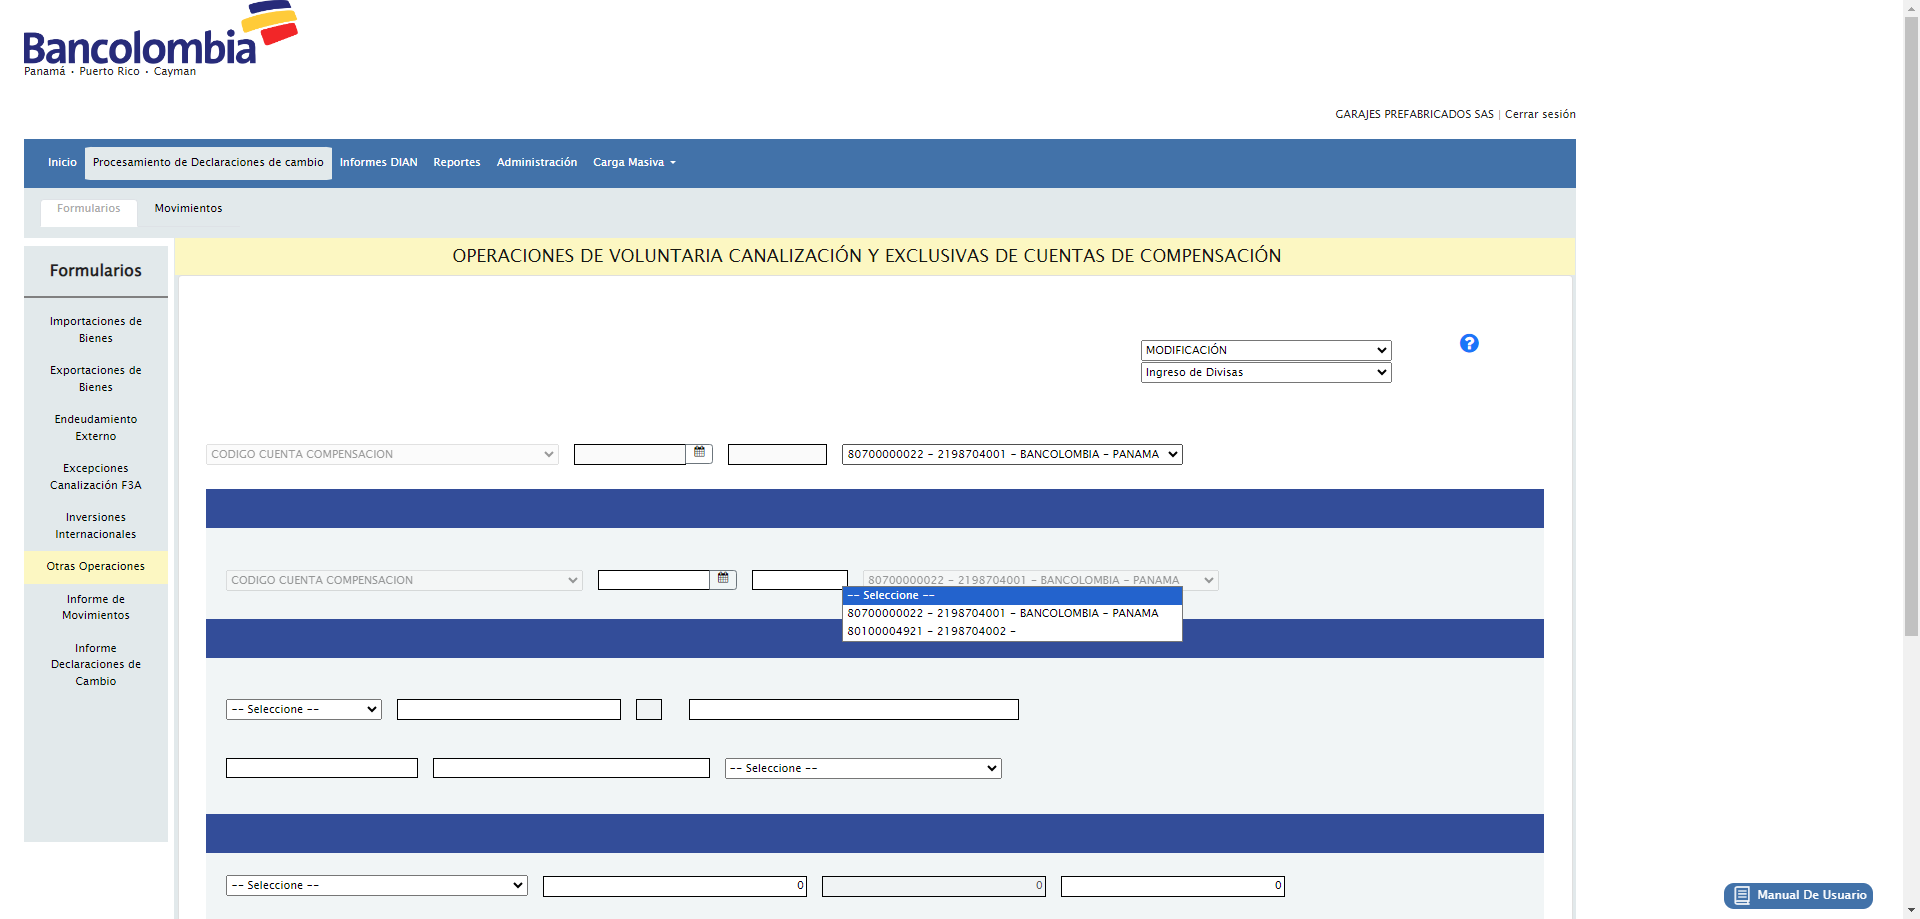 Bancolombia
Panamá • Puerto Rico • Cayman
GARAJES PREFABRICADOS SAS | Cerrar sesión
Inicio
Procesamiento de Declaraciones de cambio
Informes DIAN
Reportes
Administración
Carga Masiva
Formularios
Movimientos
Formularios
Importaciones de
Bienes
Exportaciones de
Bienes
Endeudamiento
Externo
Excepciones
Canalización F3A
Inversiones
Internacionales
Otras Operaciones
Informe de
Movimientos
Informe
Declaraciones de
Cambio
OPERACIONES DE VOLUNTARIA CANALIZACIÓN Y EXCLUSIVAS DE CUENTAS DE COMPENSACIÓN
MODIFICACIÓN
?
Ingreso de Divisas
CODIGO CUENTA COMPENSACION
80700000022 - 2198704001 - BANCOLOMBIA - PANAMA
CODIGO CUENTA COMPENSACION
80700000022 - 2198704001 - BANCOLOMBIA - PANAMA
-- Seleccione --
80700000022 - 2198704001 - BANCOLOMBIA - PANAMA
80100004921 - 2198704002 -
-- Seleccione --
-- Seleccione --
-- Seleccione --
0
0
0
Manual De Usuario